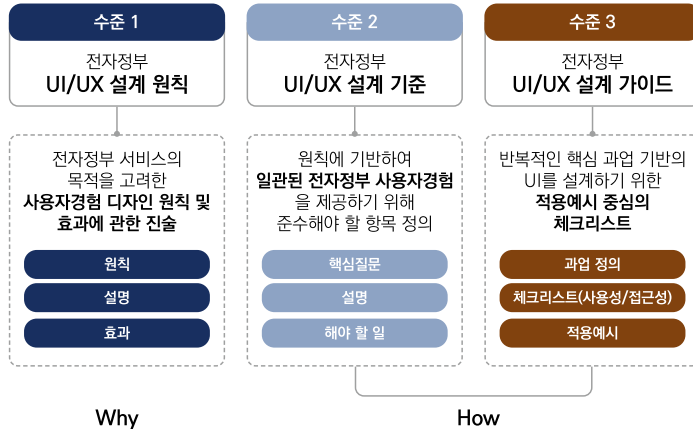 수준 1
전자정부
UI/UX 설계 원칙
전자정부 서비스의
목적을 고려한
사용자경험 디자인 원칙 및
효과에 관한 진술
원칙
설명
효과
수준 2
전자정부
UI/UX 설계 기준
원칙에 기반하여
일관된 전자정부 사용자경험
을 제공하기 위해
준수해야 할 항목 정의
핵심질문
설명
해야 할 일
수준 3
전자정부
UI/UX 설계 가이드
반복적인 핵심 과업 기반의
UI를 설계하기 위한
적용예시 중심의
체크리스트
과업 정의
체크리스트(사용성/접근성)
적용예시
Why
How